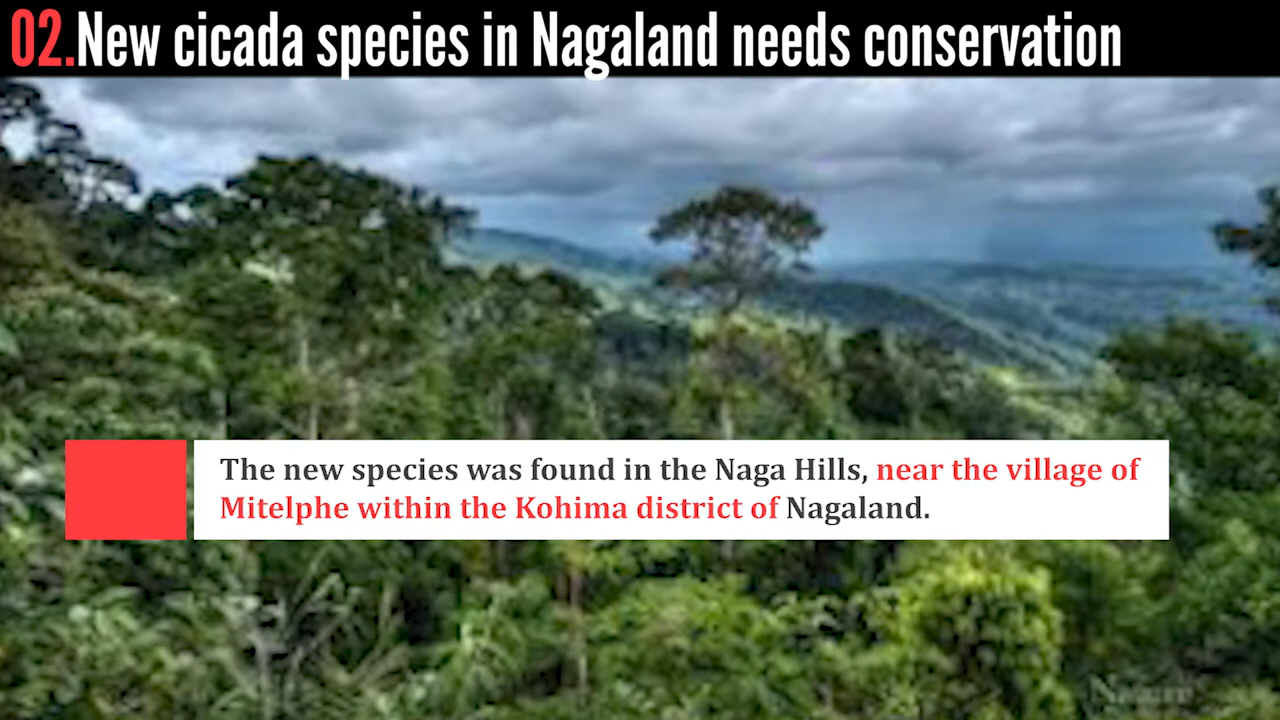 02.New cicada species in Nagaland needs conservation
The new species was found in the Naga Hills, near the village of
Mitelphe within the Kohima district of Nagaland.